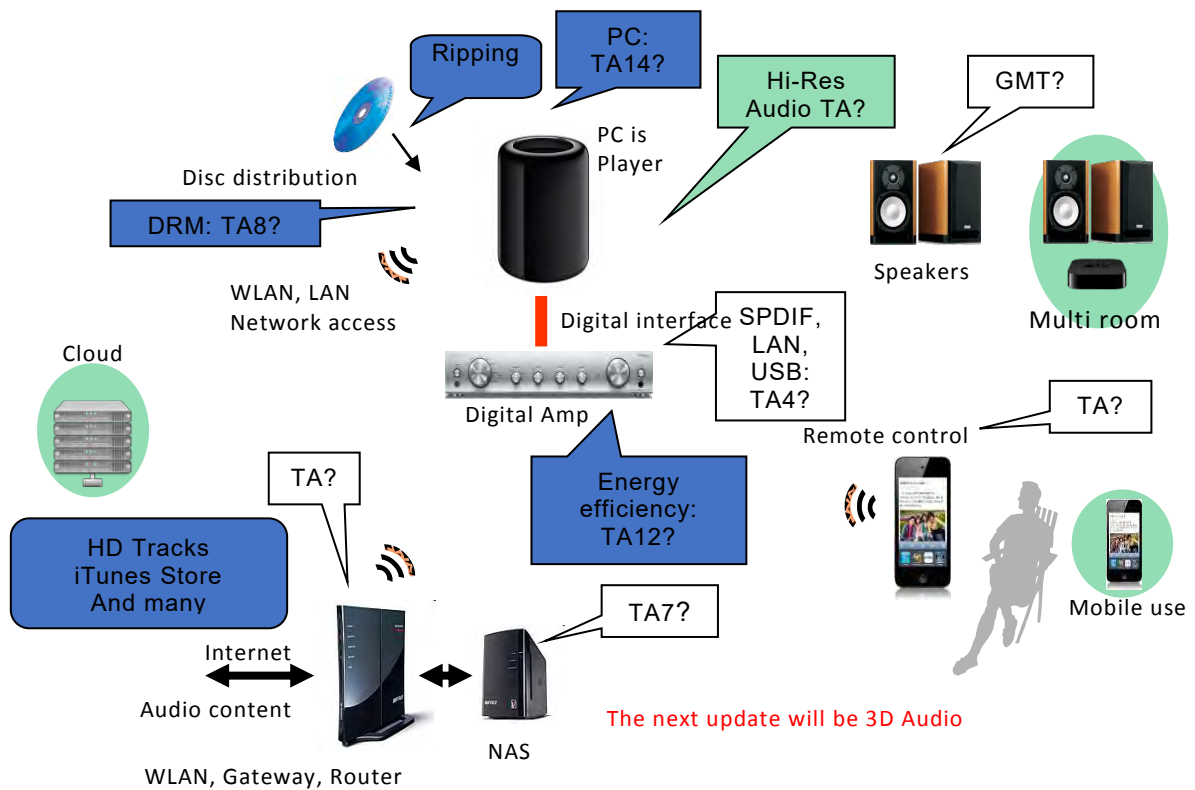 Ripping
PC:
TA14?
Hi-Res
Audio TA?
GMT?
PC is
Player
Disc distribution
DRM: TA8?
WLAN, LAN
Network access
Speakers
Multi room
Digital interface
SPDIF,
LAN,
USB:
TA4?
Cloud
Digital Amp
Remote control
TA?
TA?
Energy
efficiency:
TA12?
HD Tracks
iTunes Store
And many
Mobile use
TA7?
Internet
Audio content
The next update will be 3D Audio
NAS
WLAN, Gateway, Router